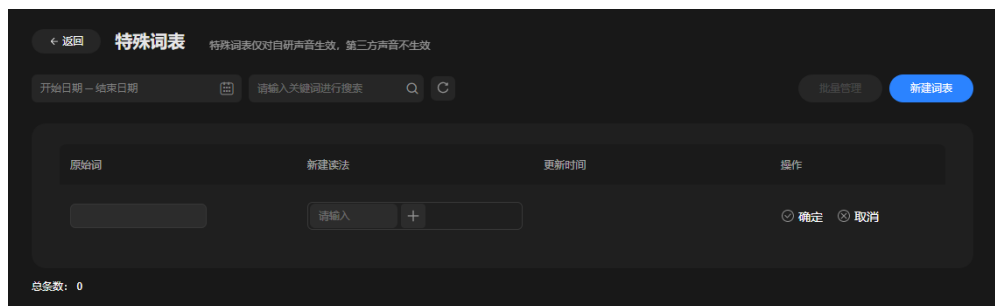 返回 特殊词表 特殊词表仅对自研声音生效，第三方声音不生效
开始日期 – 结束日期 请输入关键词进行搜索 批量管理 新建词表
原始词 新建读法 更新时间 操作
请输入 + 确定 取消
总条数： 0